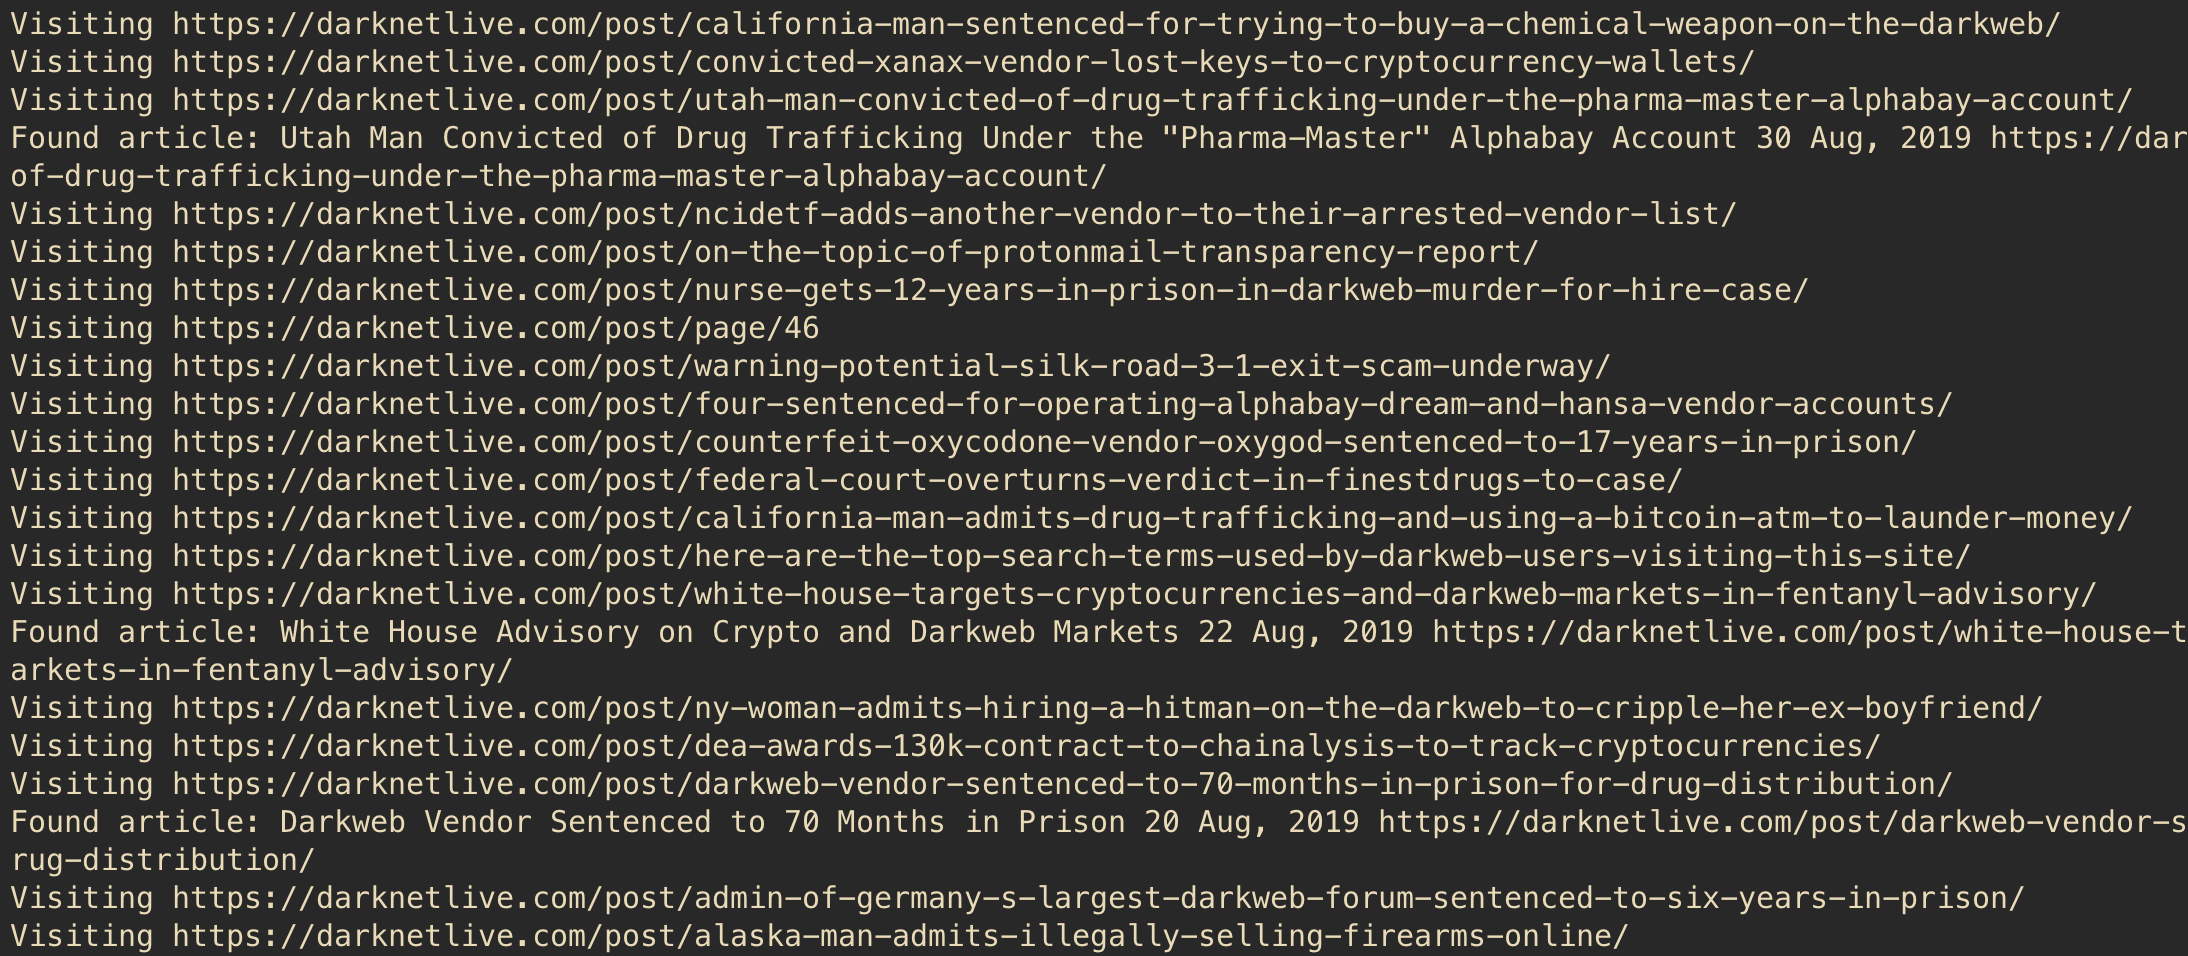 Visiting https://darknetlive.com/post/california-man-sentenced-for-trying-to-buy-a-chemical-weapon-on-the-darkweb/
Visiting https://darknetlive.com/post/convicted-xanax-vendor-lost-keys-to-cryptocurrency-wallets/
Visiting https://darknetlive.com/post/utah-man-convicted-of-drug-trafficking-under-the-pharma-master-alphabay-account/
Found article: Utah Man Convicted of Drug Trafficking Under the "Pharma-Master" Alphabay Account 30 Aug, 2019 https://dar
of-drug-trafficking-under-the-pharma-master-alphabay-account/
Visiting https://darknetlive.com/post/ncidetf-adds-another-vendor-to-their-arrested-vendor-list/
Visiting https://darknetlive.com/post/on-the-topic-of-protonmail-transparency-report/
Visiting https://darknetlive.com/post/nurse-gets-12-years-in-prison-in-darkweb-murder-for-hire-case/
Visiting https://darknetlive.com/post/page/46
Visiting https://darknetlive.com/post/warning-potential-silk-road-3-1-exit-scam-underway/
Visiting https://darknetlive.com/post/four-sentenced-for-operating-alphabay-dream-and-hansa-vendor-accounts/
Visiting https://darknetlive.com/post/counterfeit-oxycodone-vendor-oxygod-sentenced-to-17-years-in-prison/
Visiting https://darknetlive.com/post/federal-court-overturns-verdict-in-finestdrugs-to-case/
Visiting https://darknetlive.com/post/california-man-admits-drug-trafficking-and-using-a-bitcoin-atm-to-launder-money/
Visiting https://darknetlive.com/post/here-are-the-top-search-terms-used-by-darkweb-users-visiting-this-site/
Visiting https://darknetlive.com/post/white-house-targets-cryptocurrencies-and-darkweb-markets-in-fentanyl-advisory/
Found article: White House Advisory on Crypto and Darkweb Markets 22 Aug, 2019 https://darknetlive.com/post/white-house-t
arkets-in-fentanyl-advisory/
Visiting https://darknetlive.com/post/ny-woman-admits-hiring-a-hitman-on-the-darkweb-to-cripple-her-ex-boyfriend/
Visiting https://darknetlive.com/post/dea-awards-130k-contract-to-chainalysis-to-track-cryptocurrencies/
Visiting https://darknetlive.com/post/darkweb-vendor-sentenced-to-70-months-in-prison-for-drug-distribution/
Found article: Darkweb Vendor Sentenced to 70 Months in Prison 20 Aug, 2019 https://darknetlive.com/post/darkweb-vendor-s
rug-distribution/
Visiting https://darknetlive.com/post/admin-of-germany-s-largest-darkweb-forum-sentenced-to-six-years-in-prison/
Visiting https://darknetlive.com/post/alaska-man-admits-illegally-selling-firearms-online/